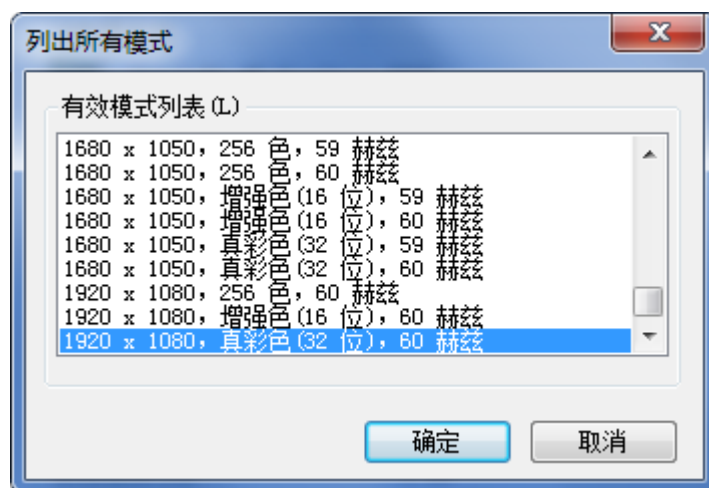 列出所有模式
有效模式列表(L)
1680 x 1050，256 色，59 赫兹
1680 x 1050，256 色，60 赫兹
1680 x 1050，增强色(16 位)，59 赫兹
1680 x 1050，增强色(16 位)，60 赫兹
1680 x 1050，真彩色(32 位)，59 赫兹
1680 x 1050，真彩色(32 位)，60 赫兹
1920 x 1080，256 色，60 赫兹
1920 x 1080，增强色(16 位)，60 赫兹
1920 x 1080，真彩色(32 位)，60 赫兹
确定
取消